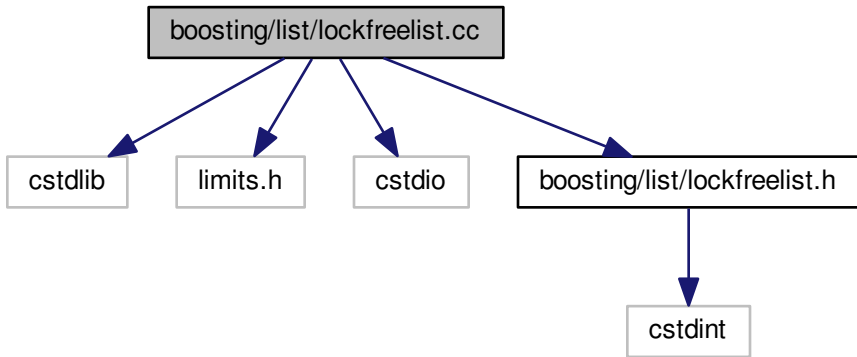 boosting/list/lockfreelist.cc
cstdlib
limits.h
cstdio
boosting/list/lockfreelist.h
cstdint